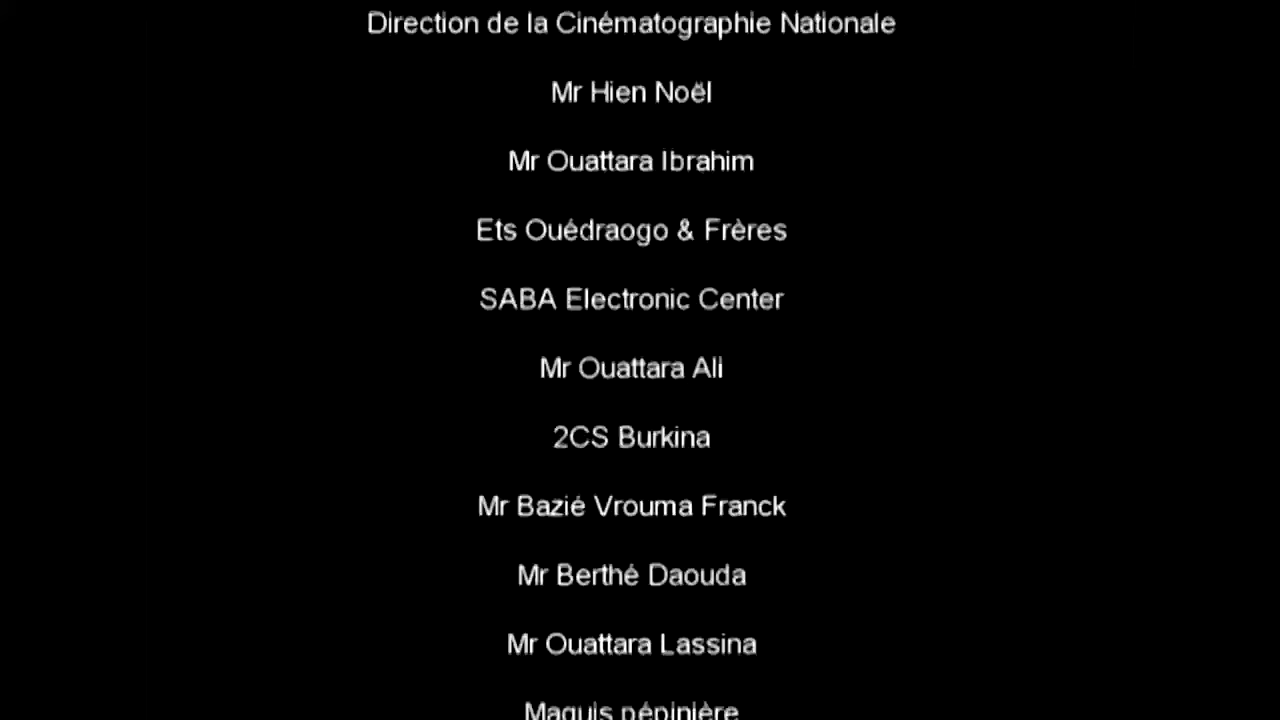 Direction de la Cinématographie Nationale
Mr Hien Noël
Mr Ouattara Ibrahim
Ets Ouédraogo & Frères
SABA Electronic Center
Mr Ouattara Ali
2CS Burkina
Mr Bazié Vrouma Franck
Mr Berthé Daouda
Mr Ouattara Lassina
Maquis pépinière